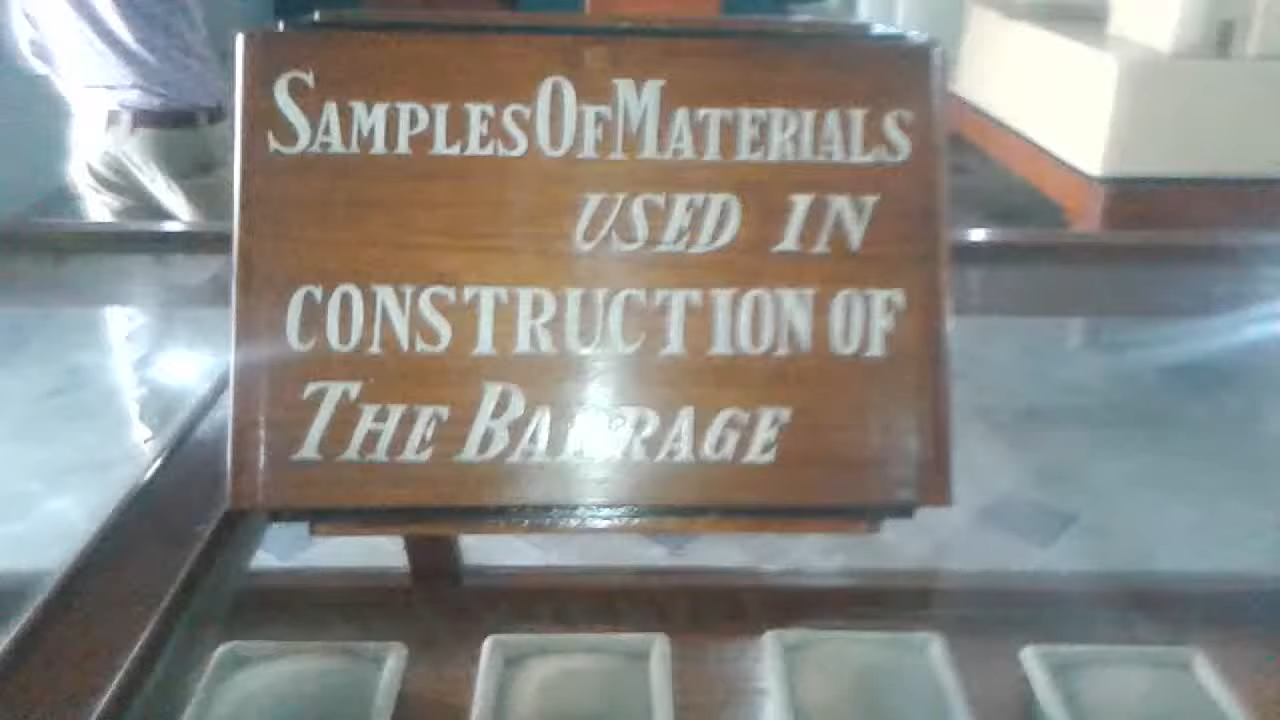 SAMPLES OF MATERIALS
USED IN
CONSTRUCTION OF
THE BARRAGE